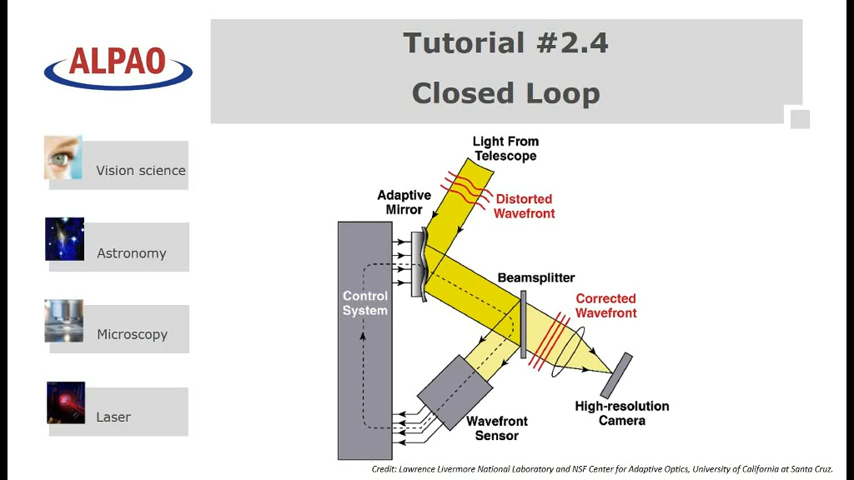 ALPAO
Tutorial #2.4
Closed Loop
Vision science
Astronomy
Microscopy
Laser
Light From
Telescope
Adaptive
Mirror
Distorted
Wavefront
Beamsplitter
Control
System
Corrected
Wavefront
High-resolution
Camera
Wavefront
Sensor
Credit: Lawrence Livermore National Laboratory and NSF Center for Adaptive Optics, University of California at Santa Cruz.